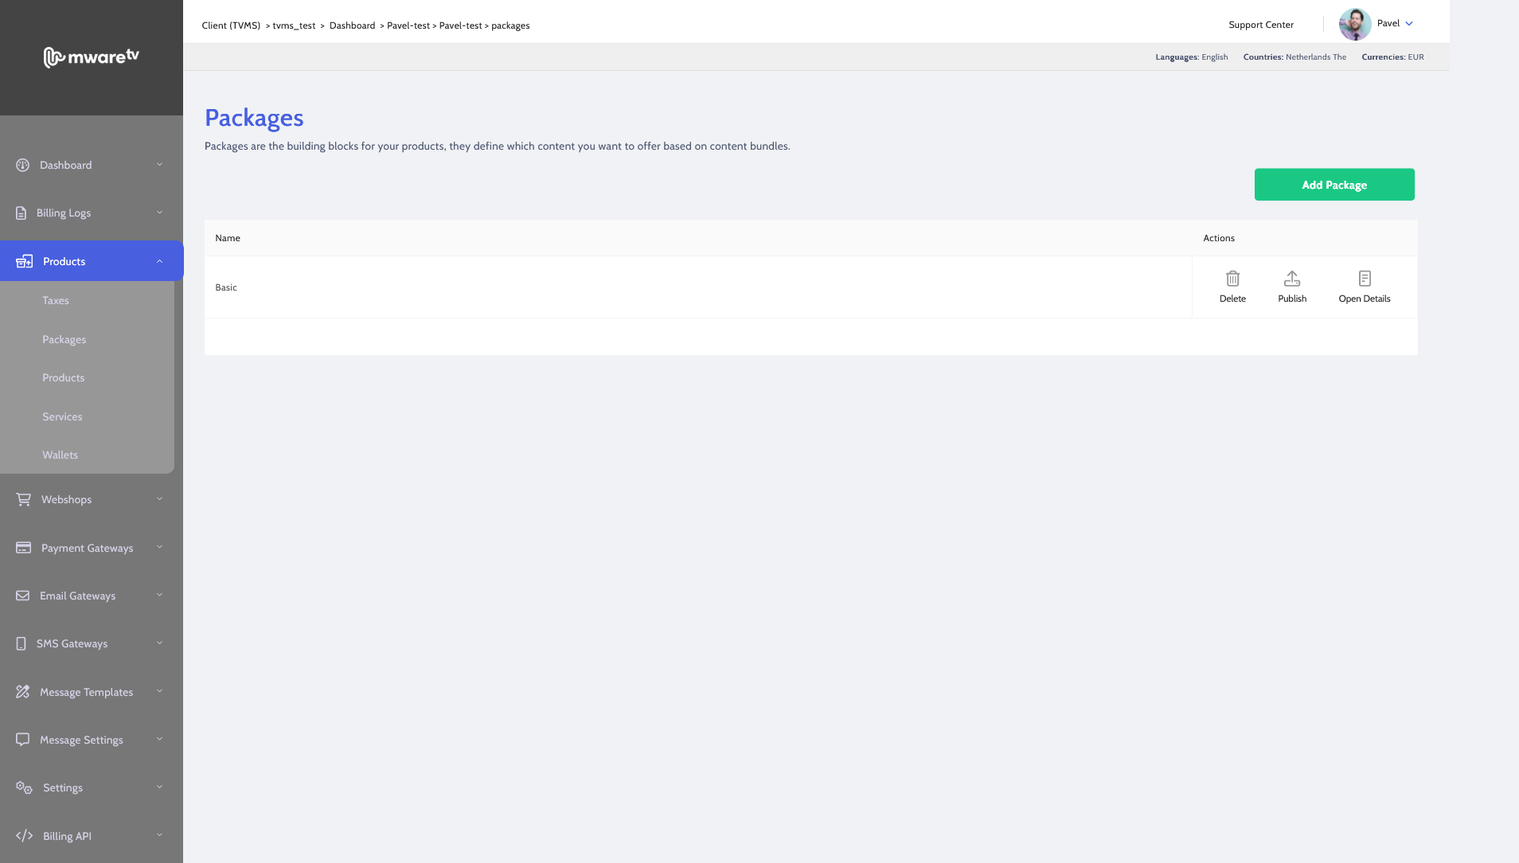 mwaretv
Client (TVMS) > tvms_test > Dashboard > Pavel-test > Pavel-test > packages
Support Center
Pavel
Languages: English Countries: Netherlands The Currencies: EUR
Dashboard
Billing Logs
Products
Taxes
Packages
Products
Services
Wallets
Webshops
Payment Gateways
Email Gateways
SMS Gateways
Message Templates
Message Settings
Settings
Billing API
Packages
Packages are the building blocks for your products, they define which content you want to offer based on content bundles.
Add Package
Name Actions
Basic
Delete Publish Open Details